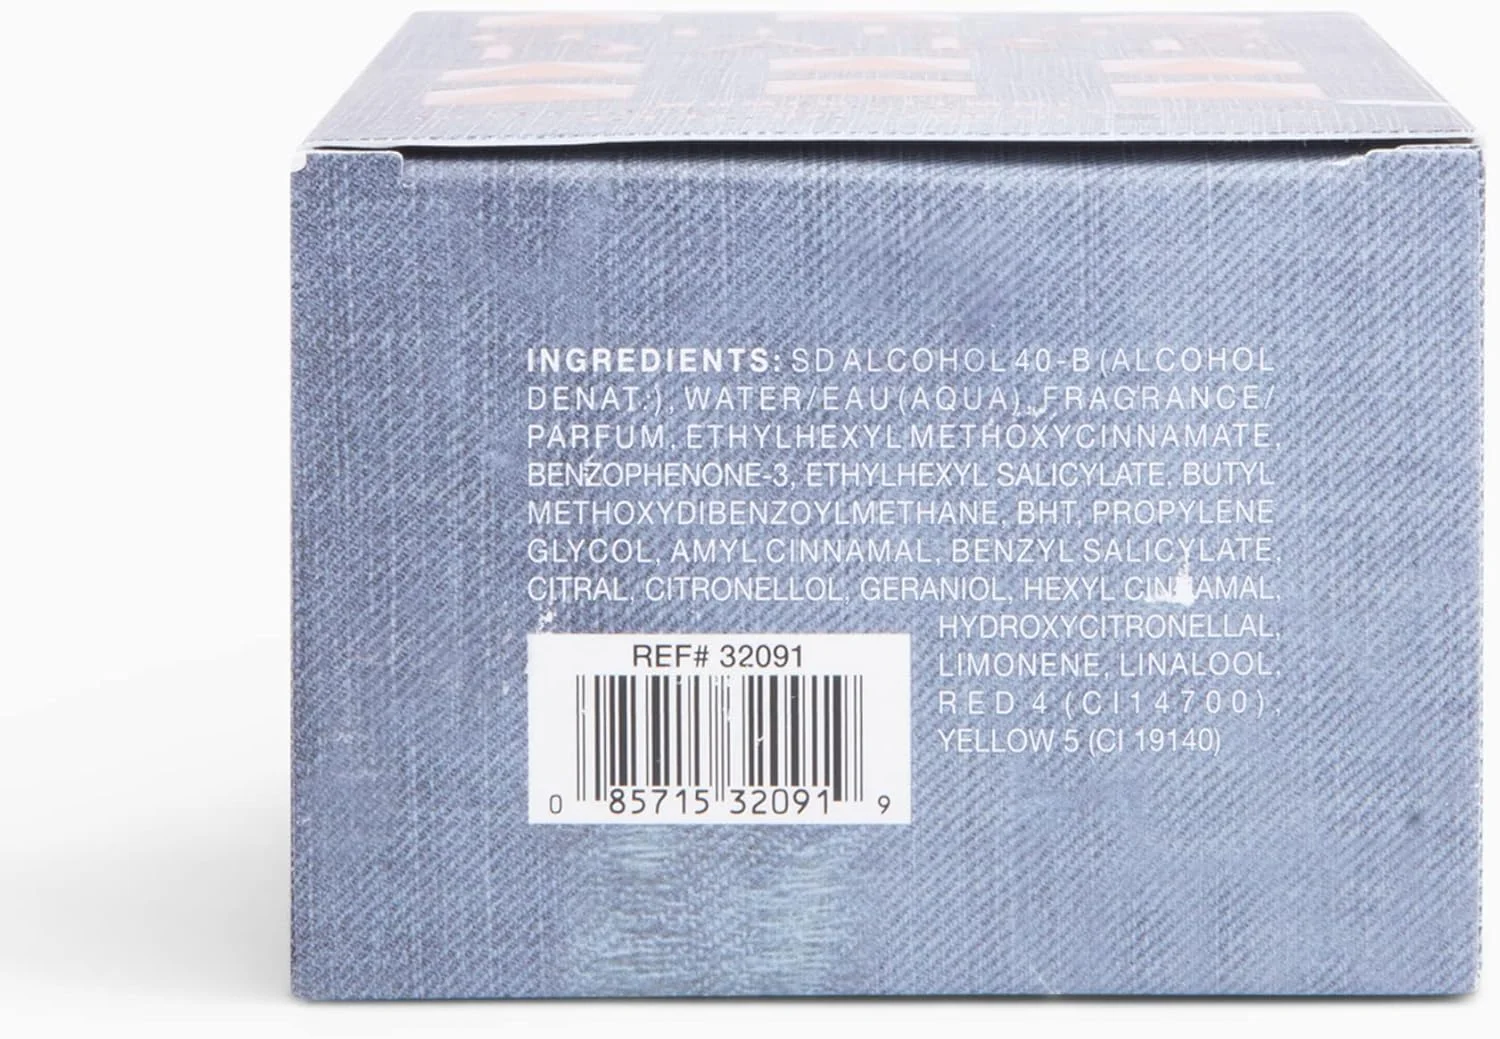 INGREDIENTS: SD ALCOHOL 40-B (ALCOHOL
DENAT.), WATER/EAU (AQUA), FRAGRANCE/
PARFUM, ETHYLHEXYL METHOXYCINNAMATE,
BENZOPHENONE-3, ETHYLHEXYL SALICYLATE, BUTYL
METHOXYDIBENZOYLMETHANE, BHT, PROPYLENE
GLYCOL, AMYL CINNAMAL, BENZYL SALICYLATE,
CITRAL, CITRONELLOL, GERANIOL, HEXYL CINNAMAL,
HYDROXYCITRONELLAL,
LIMONENE, LINALOOL,
RED 4 (CI 14700),
YELLOW 5 (CI 19140)
REF# 32091
0 85715 32091 9